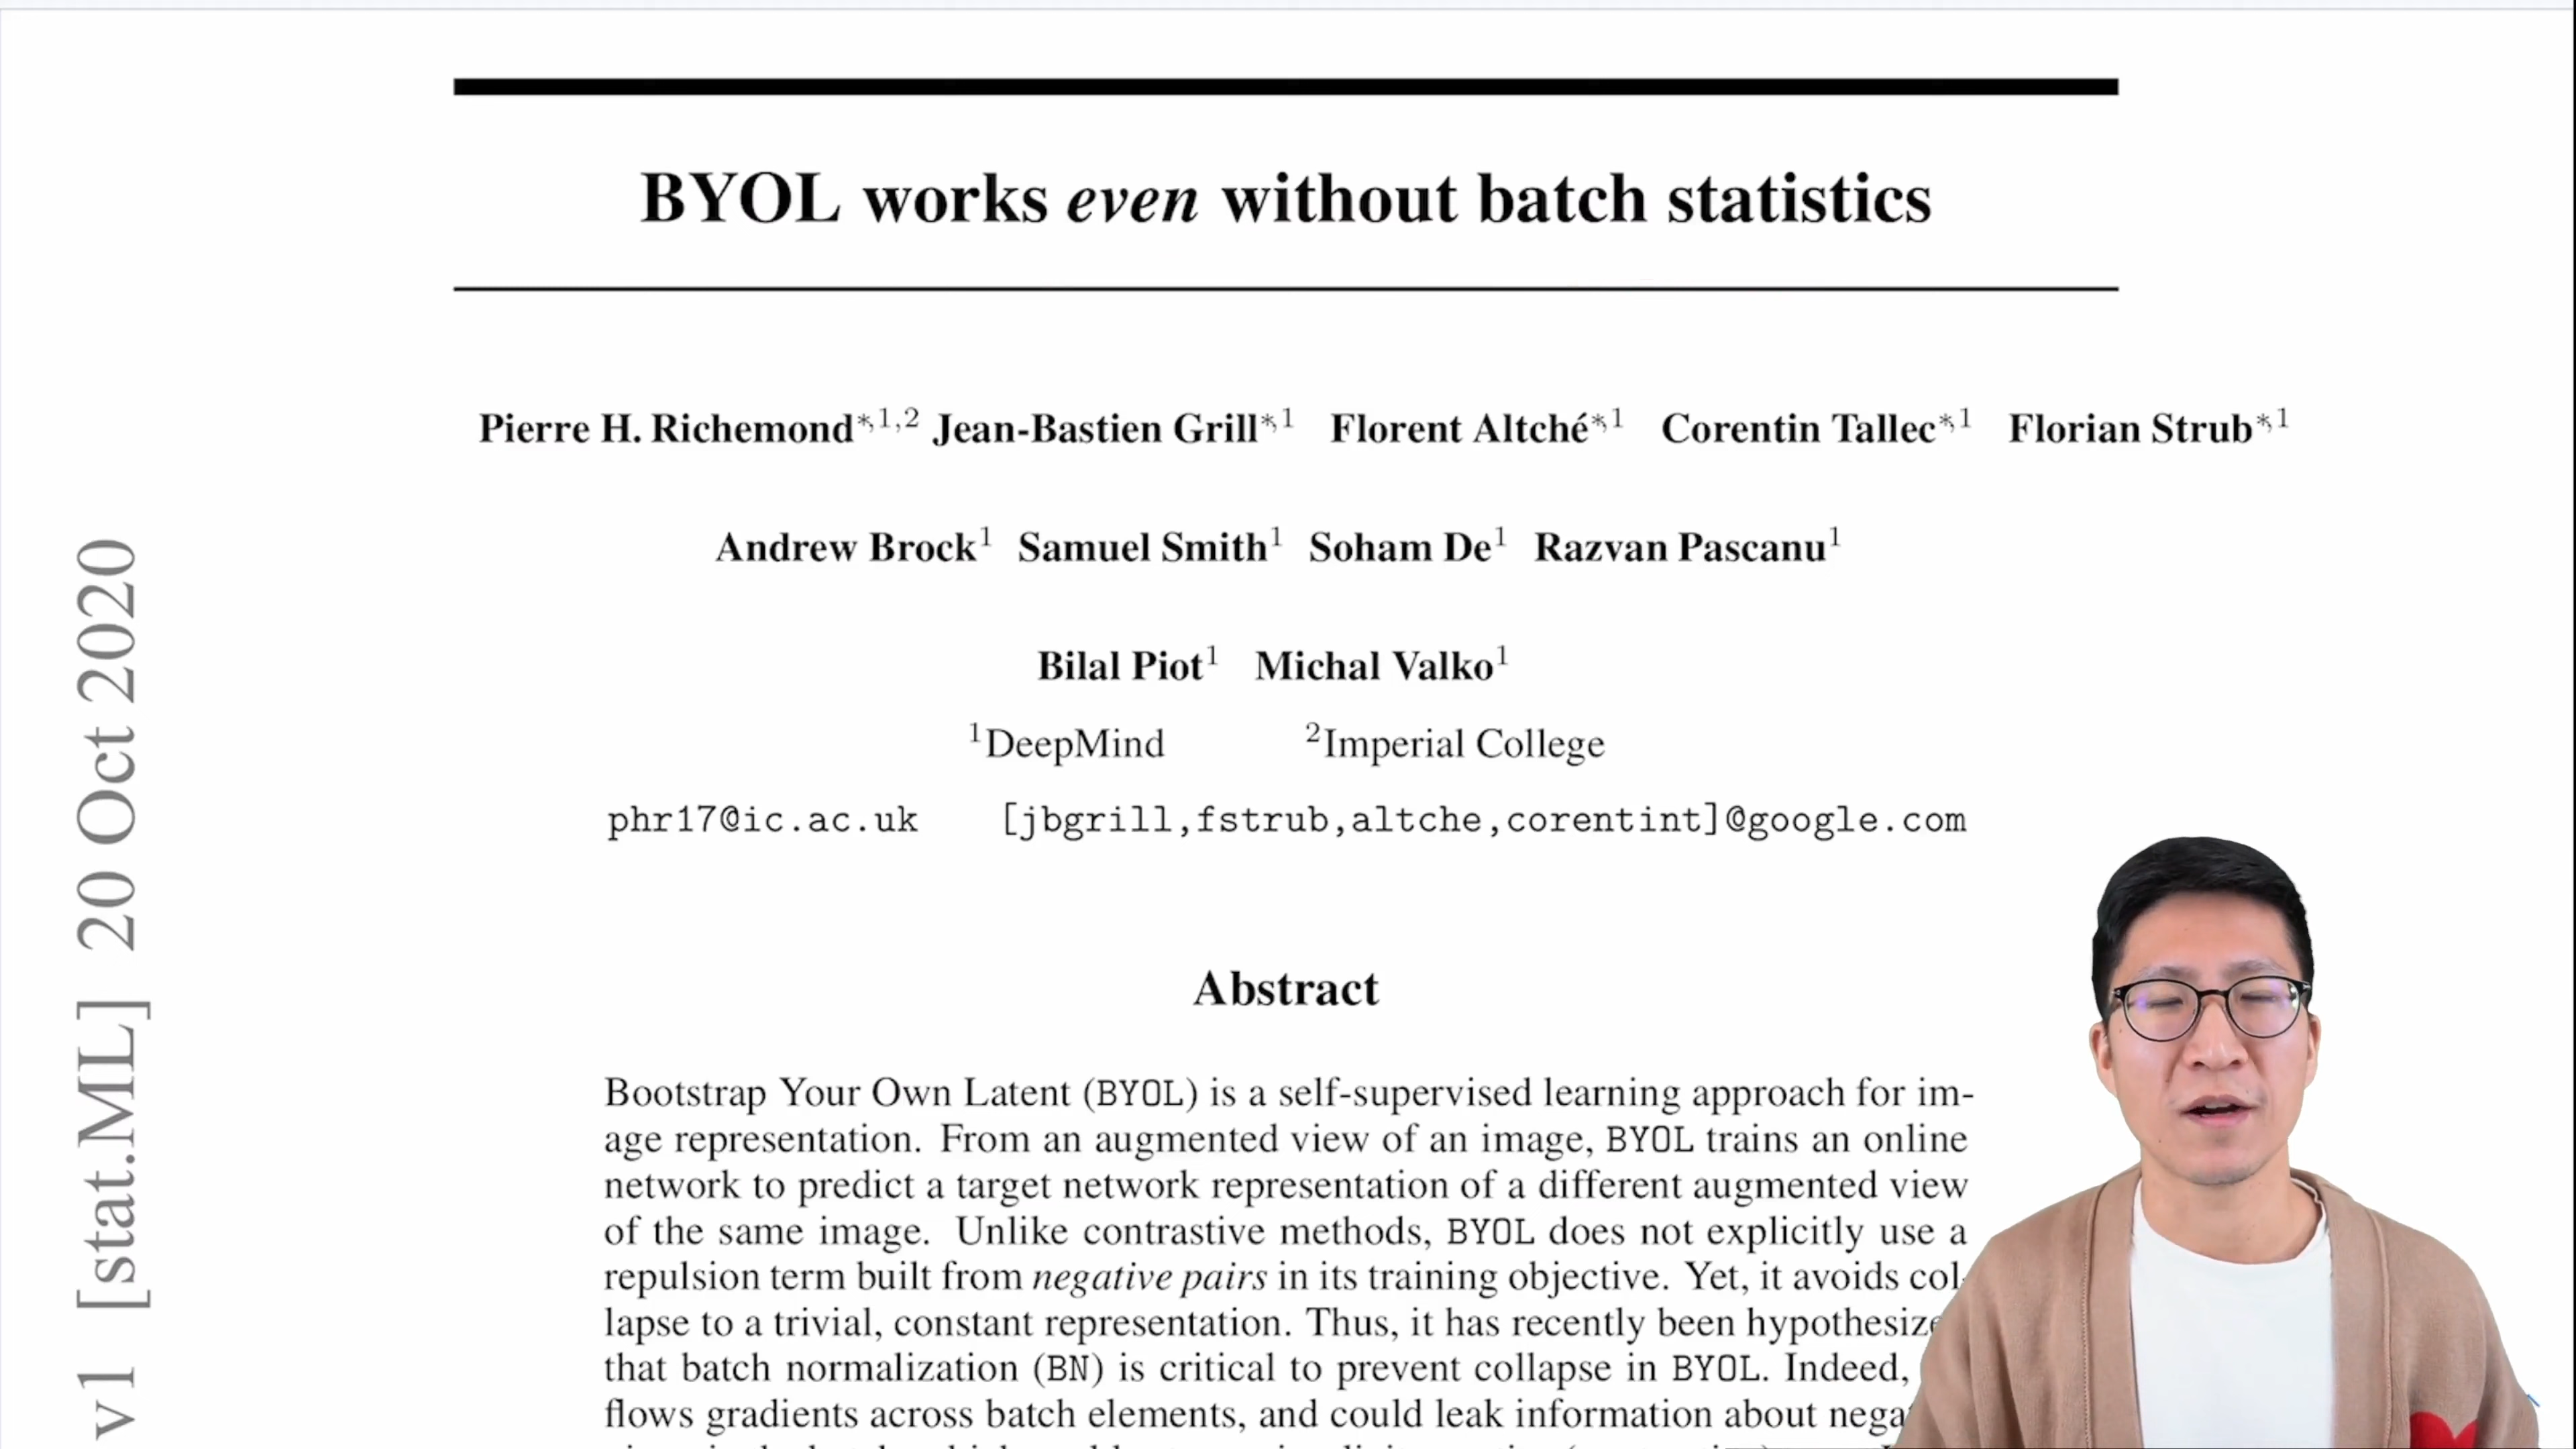 BYOL works even without batch statistics
Pierre H. Richemond*,1,2 Jean-Bastien Grill*,1 Florent Altché*,1 Corentin Tallec*,1 Florian Strub*,1
Andrew Brock1 Samuel Smith1 Soham De1 Razvan Pascanu1
Bilal Piot1 Michal Valko1
1DeepMind 2Imperial College
phr17@ic.ac.uk [jbgrill,fstrub,altche,corentint]@google.com
v1 [stat.ML] 20 Oct 2020
Abstract
Bootstrap Your Own Latent (BYOL) is a self-supervised learning approach for im-
age representation. From an augmented view of an image, BYOL trains an online
network to predict a target network representation of a different augmented view
of the same image. Unlike contrastive methods, BYOL does not explicitly use a
repulsion term built from negative pairs in its training objective. Yet, it avoids col-
lapse to a trivial, constant representation. Thus, it has recently been
that batch normalization (BN) is critical to prevent collapse in BYOL. Indeed,
flows gradients across batch elements, and could leak information about